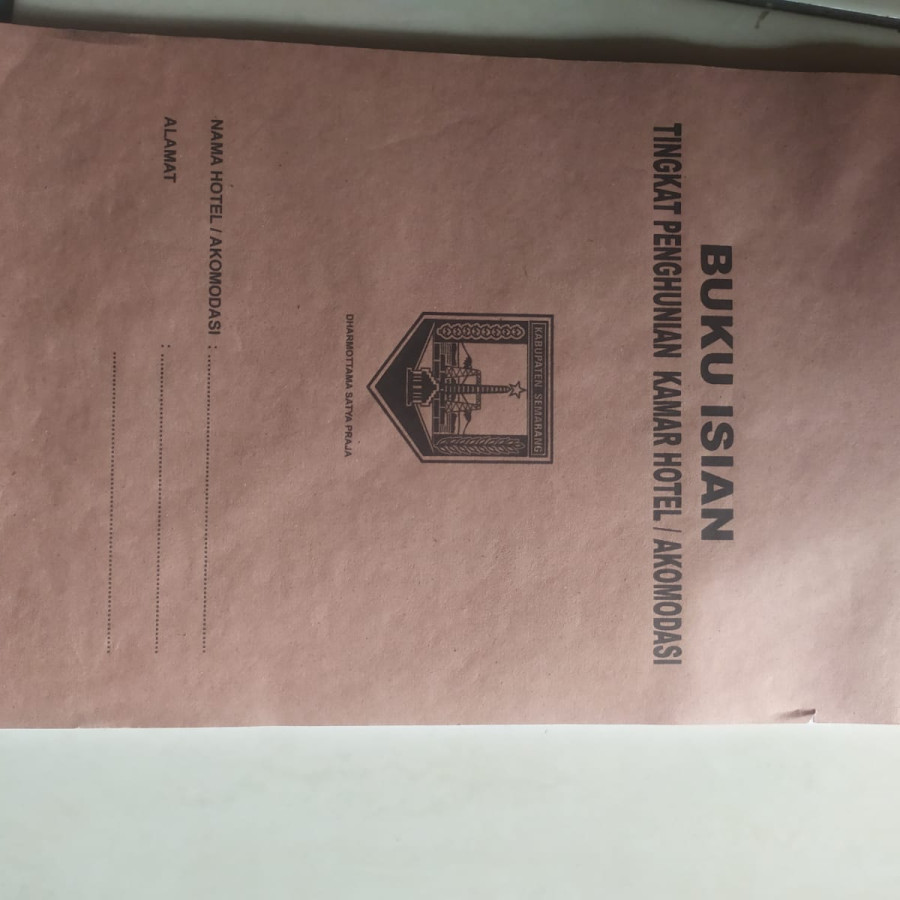 BUKU ISIAN
TINGKAT PENGHUNIAN KAMAR HOTEL / AKOMODASI
KABUPATEN SEMARANG
DHARMOTTAMA SATYA PRAJA
NAMA HOTEL / AKOMODASI : ..........................................................
ALAMAT : ..........................................................
..........................................................